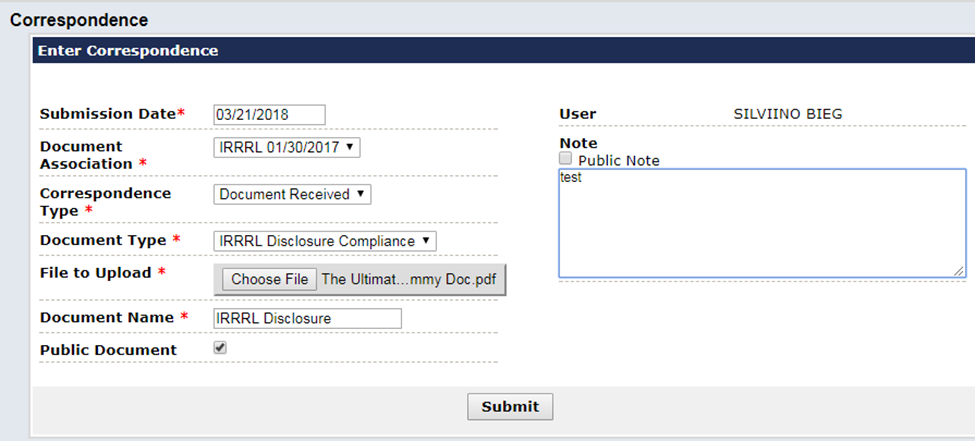 Correspondence
Enter Correspondence
Submission Date*
03/21/2018
Document
Association *
IRRRL 01/30/2017
Correspondence
Type *
Document Received
Document Type *
IRRRL Disclosure Compliance
File to Upload *
Choose File The Ultimat...mmy Doc.pdf
Document Name *
IRRRL Disclosure
Public Document
User SILVIINO BIEG
Note
Public Note
test
Submit